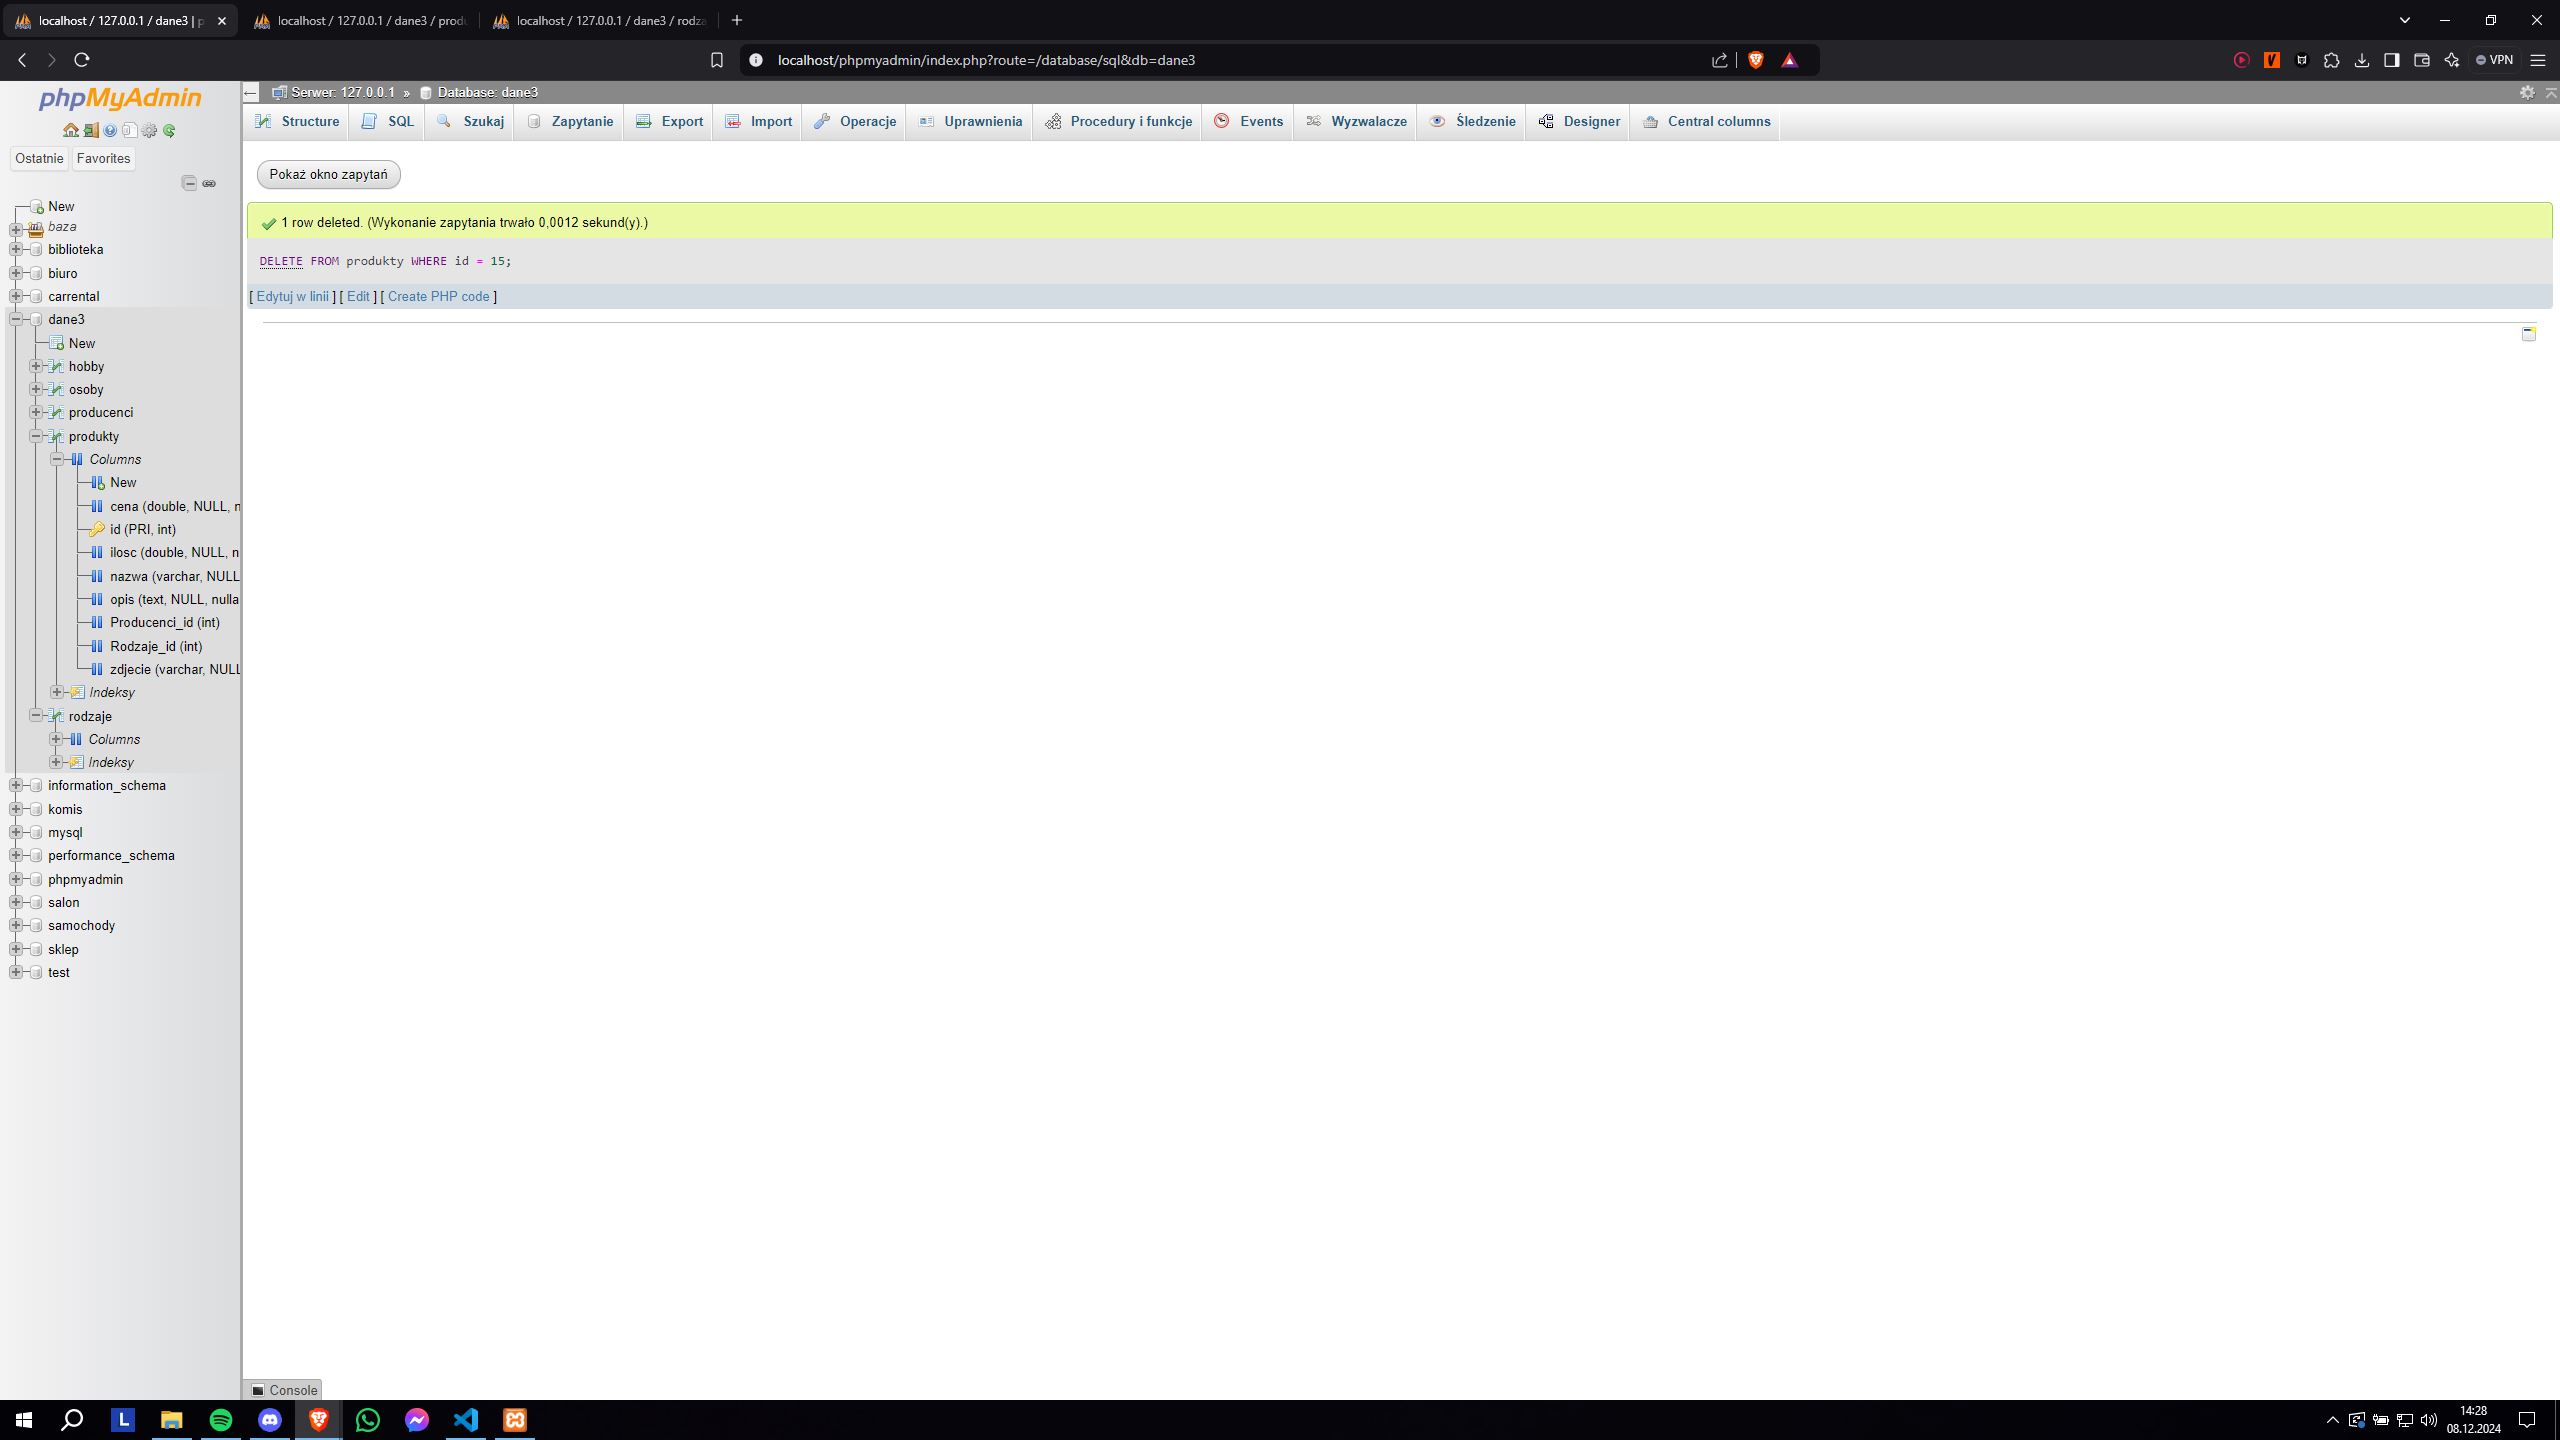 localhost / 127.0.0.1 / dane3 | p
localhost / 127.0.0.1 / dane3 / produ
localhost / 127.0.0.1 / dane3 / rodza
localhost/phpmyadmin/index.php?route=/database/sql&db=dane3
VPN
phpMyAdmin
Ostatnie Favorites
New
baza
biblioteka
biuro
carrental
dane3
New
hobby
osoby
producenci
produkty
Columns
New
cena (double, NULL, n
id (PRI, int)
ilosc (double, NULL, n
nazwa (varchar, NULL
opis (text, NULL, nulla
Producenci_id (int)
Rodzaje_id (int)
zdjecie (varchar, NULL
Indeksy
rodzaje
Columns
Indeksy
information_schema
komis
mysql
performance_schema
phpmyadmin
salon
samochody
sklep
test
Serwer: 127.0.0.1 » Database: dane3
Structure SQL Szukaj Zapytanie Export Import Operacje Uprawnienia Procedury i funkcje Events Wyzwalacze Śledzenie Designer Central columns
Pokaż okno zapytań
1 row deleted. (Wykonanie zapytania trwało 0,0012 sekund(y).)
DELETE FROM produkty WHERE id = 15;
[ Edytuj w linii ] [ Edit ] [ Create PHP code ]
Console
L
14:28
08.12.2024